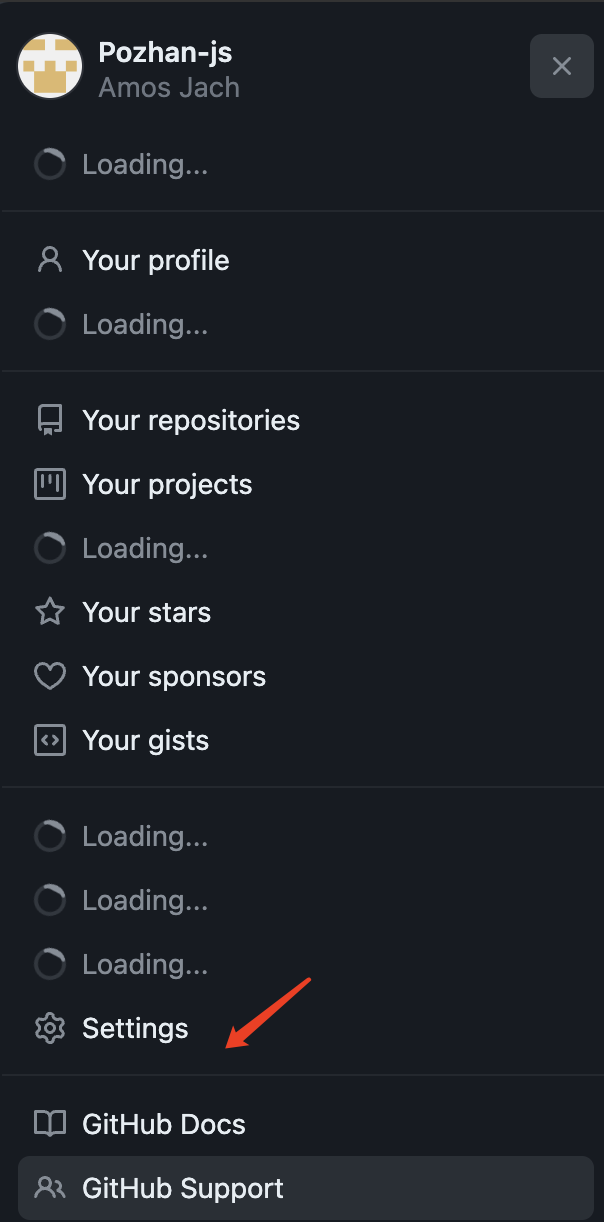 Pozhan-js
Amos Jach
Loading...
Your profile
Loading...
Your repositories
Your projects
Loading...
Your stars
Your sponsors
Your gists
Loading...
Loading...
Loading...
Settings
GitHub Docs
GitHub Support